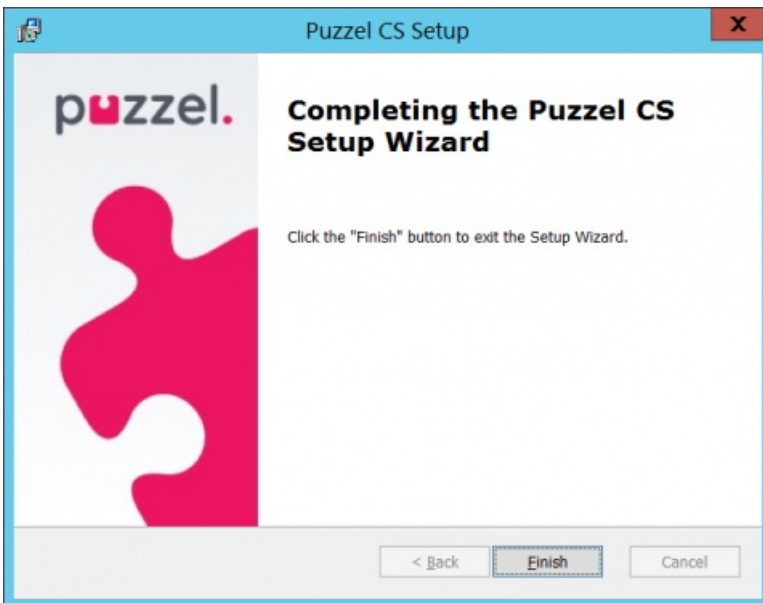 Puzzel CS Setup
X
puzzel.
Completing the Puzzel CS
Setup Wizard
Click the "Finish" button to exit the Setup Wizard.
< Back
Finish
Cancel